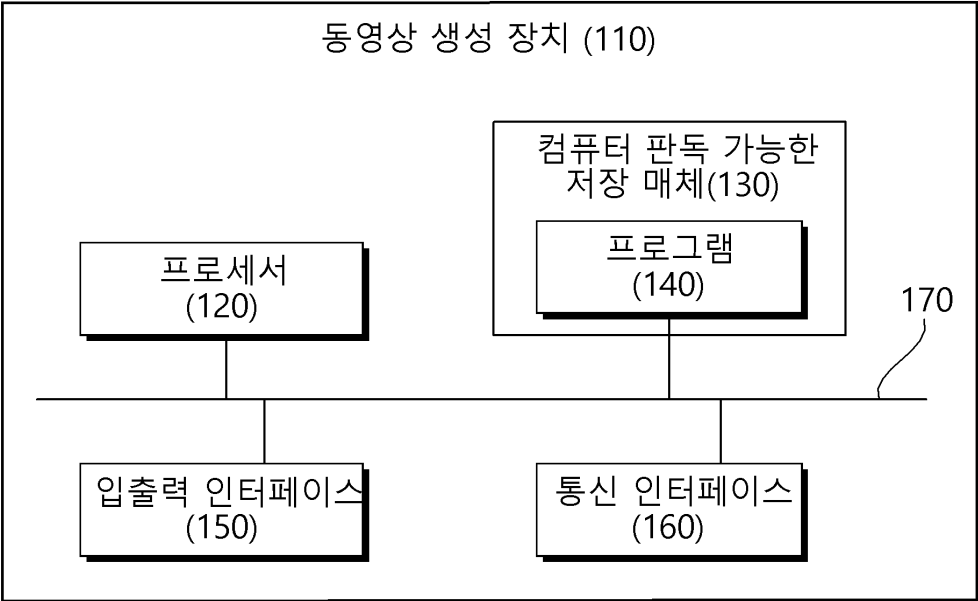 동영상 생성 장치 (110)
컴퓨터 판독 가능한
저장 매체(130)
프로세서
(120)
프로그램
(140)
170
입출력 인터페이스
(150)
통신 인터페이스
(160)